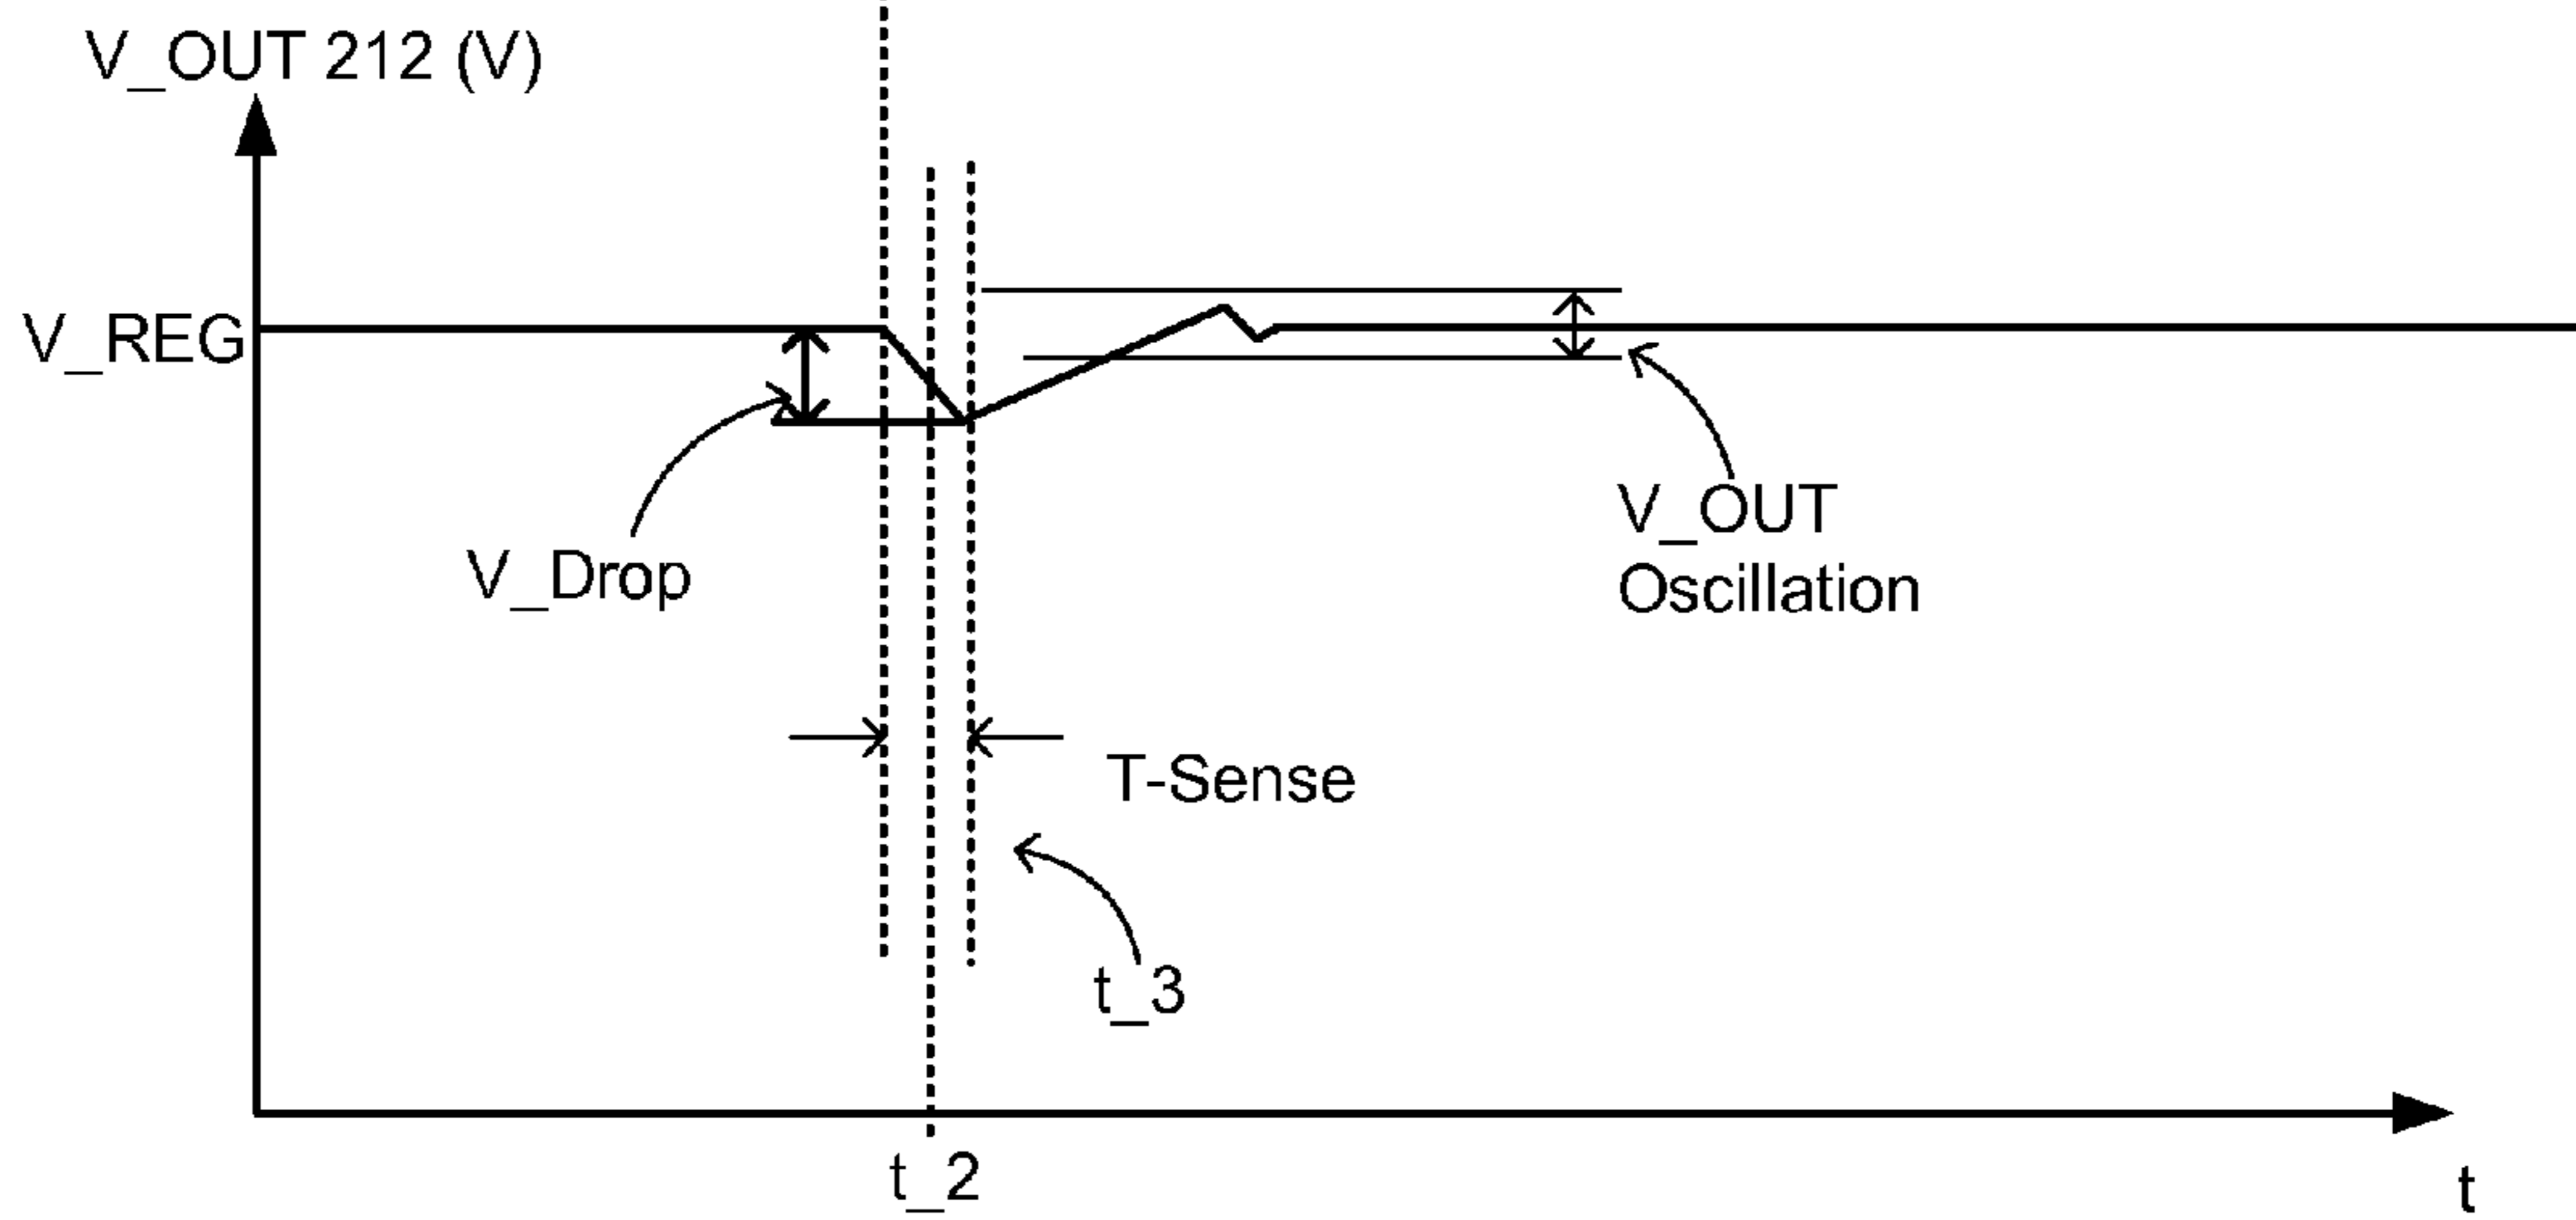 V_OUT 212 (V)
V_REG
V_Drop
V_OUT
Oscillation
T-Sense
t_3
t_2
t